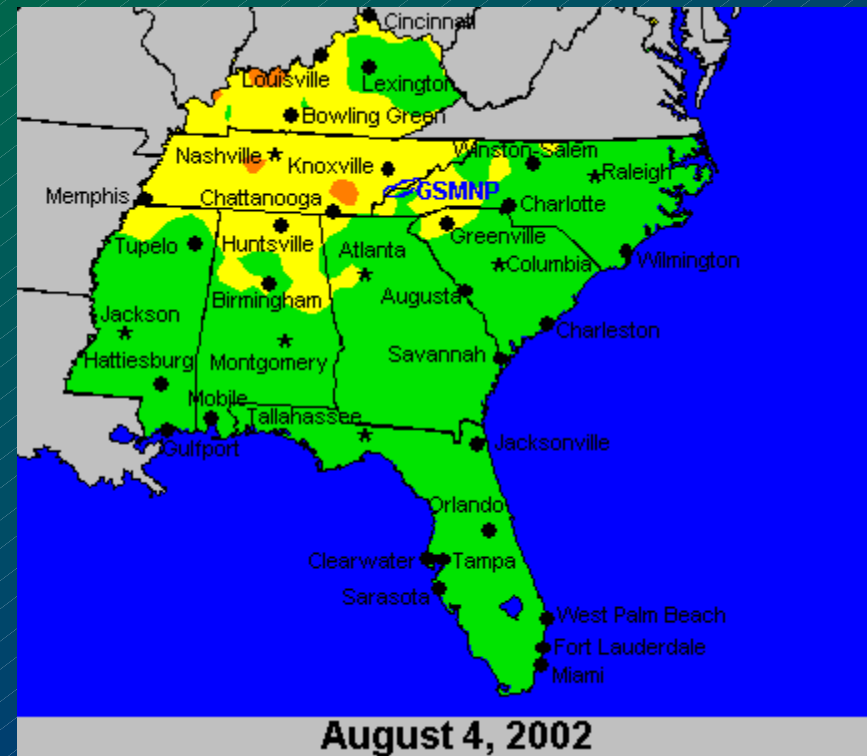 Cincinnati
Louisville
Lexington
Bowling Green
Nashville
Knoxville
Winston-Salem
Raleigh
GSMNP
Memphis
Chattanooga
Charlotte
Tupelo
Huntsville
Atlanta
Greenville
Columbia
Wilmington
Birmingham
Augusta
Jackson
Charleston
Hattiesburg
Montgomery
Savannah
Mobile
Tallahassee
Gulfport
Jacksonville
Orlando
Clearwater
Tampa
Sarasota
West Palm Beach
Fort Lauderdale
Miami
August 4, 2002